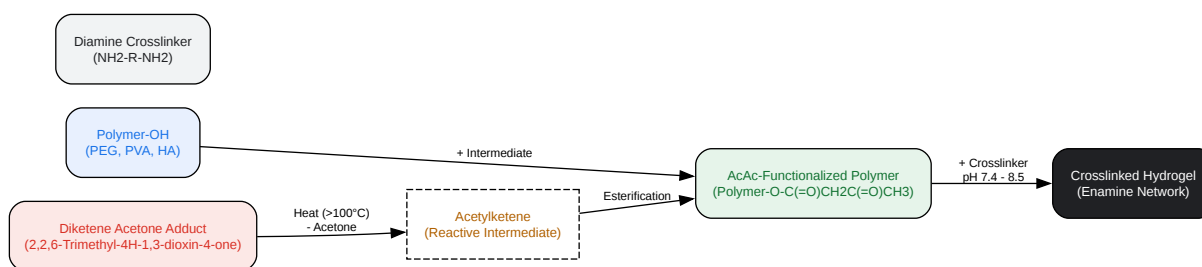 Diamine Crosslinker
(NH2-R-NH2)
Polymer-OH
(PEG, PVA, HA)
+ Intermediate
Diketene Acetone Adduct
(2,2,6-Trimethyl-4H-1,3-dioxin-4-one)
Heat (>100°C)
- Acetone
Acetylketene
(Reactive Intermediate)
Esterification
AcAc-Functionalized Polymer
(Polymer-O-C(=O)CH2C(=O)CH3)
+ Crosslinker
pH 7.4 - 8.5
Crosslinked Hydrogel
(Enamine Network)